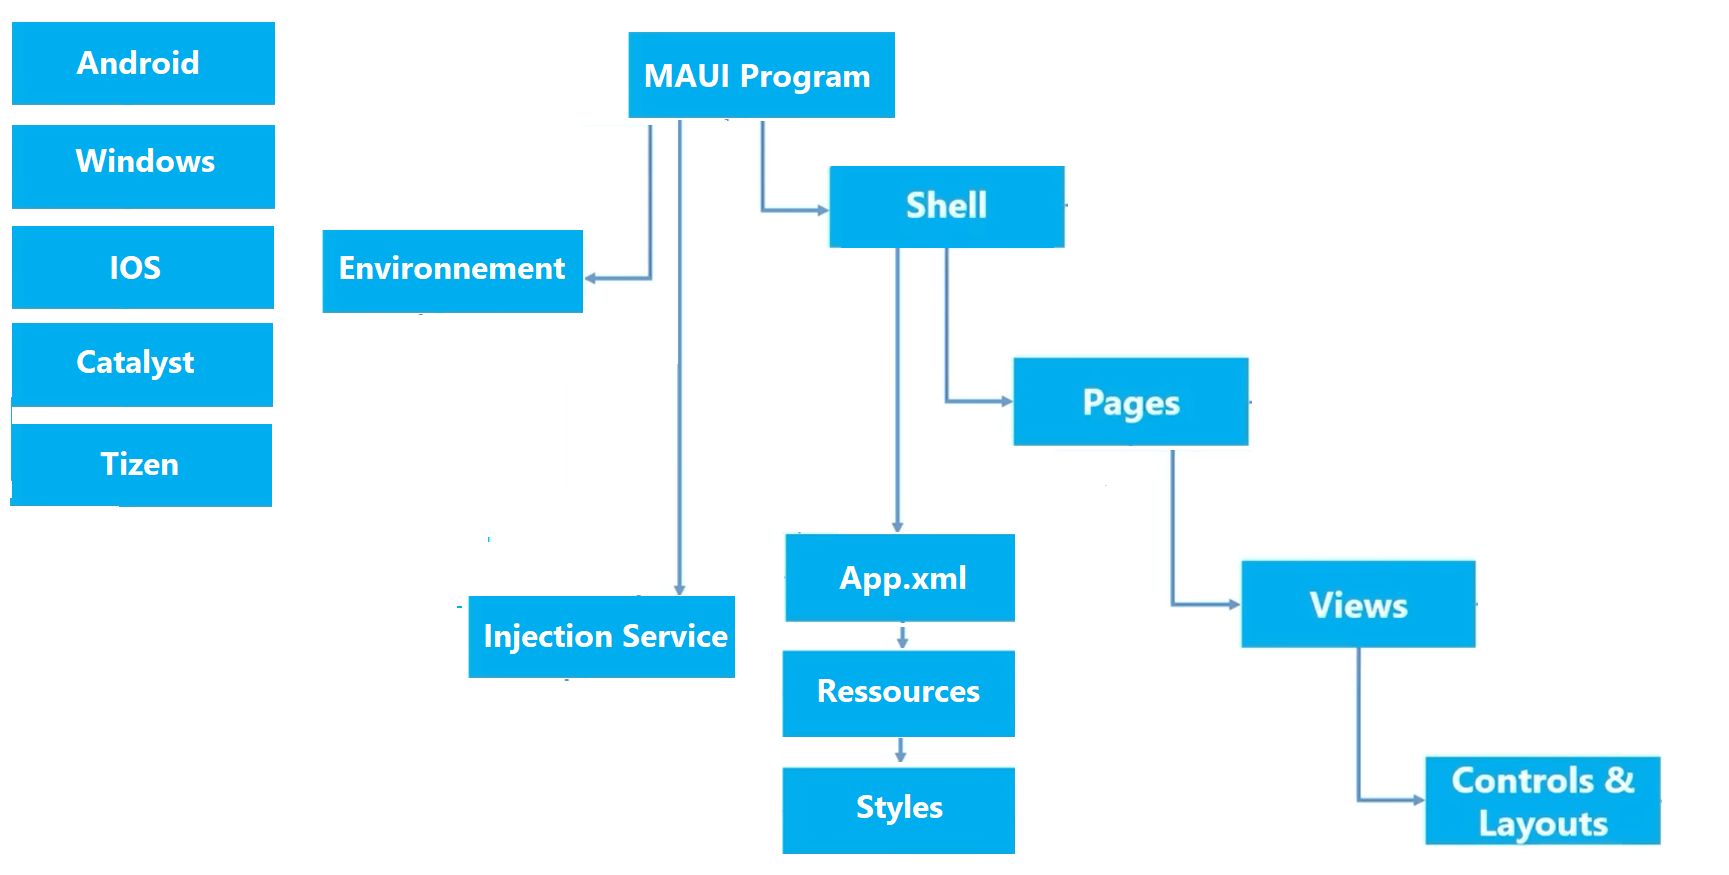 Android
Windows
IOS
Catalyst
Tizen
MAUI Program
Environnement
Injection Service
Shell
App.xml
Ressources
Styles
Pages
Views
Controls &
Layouts